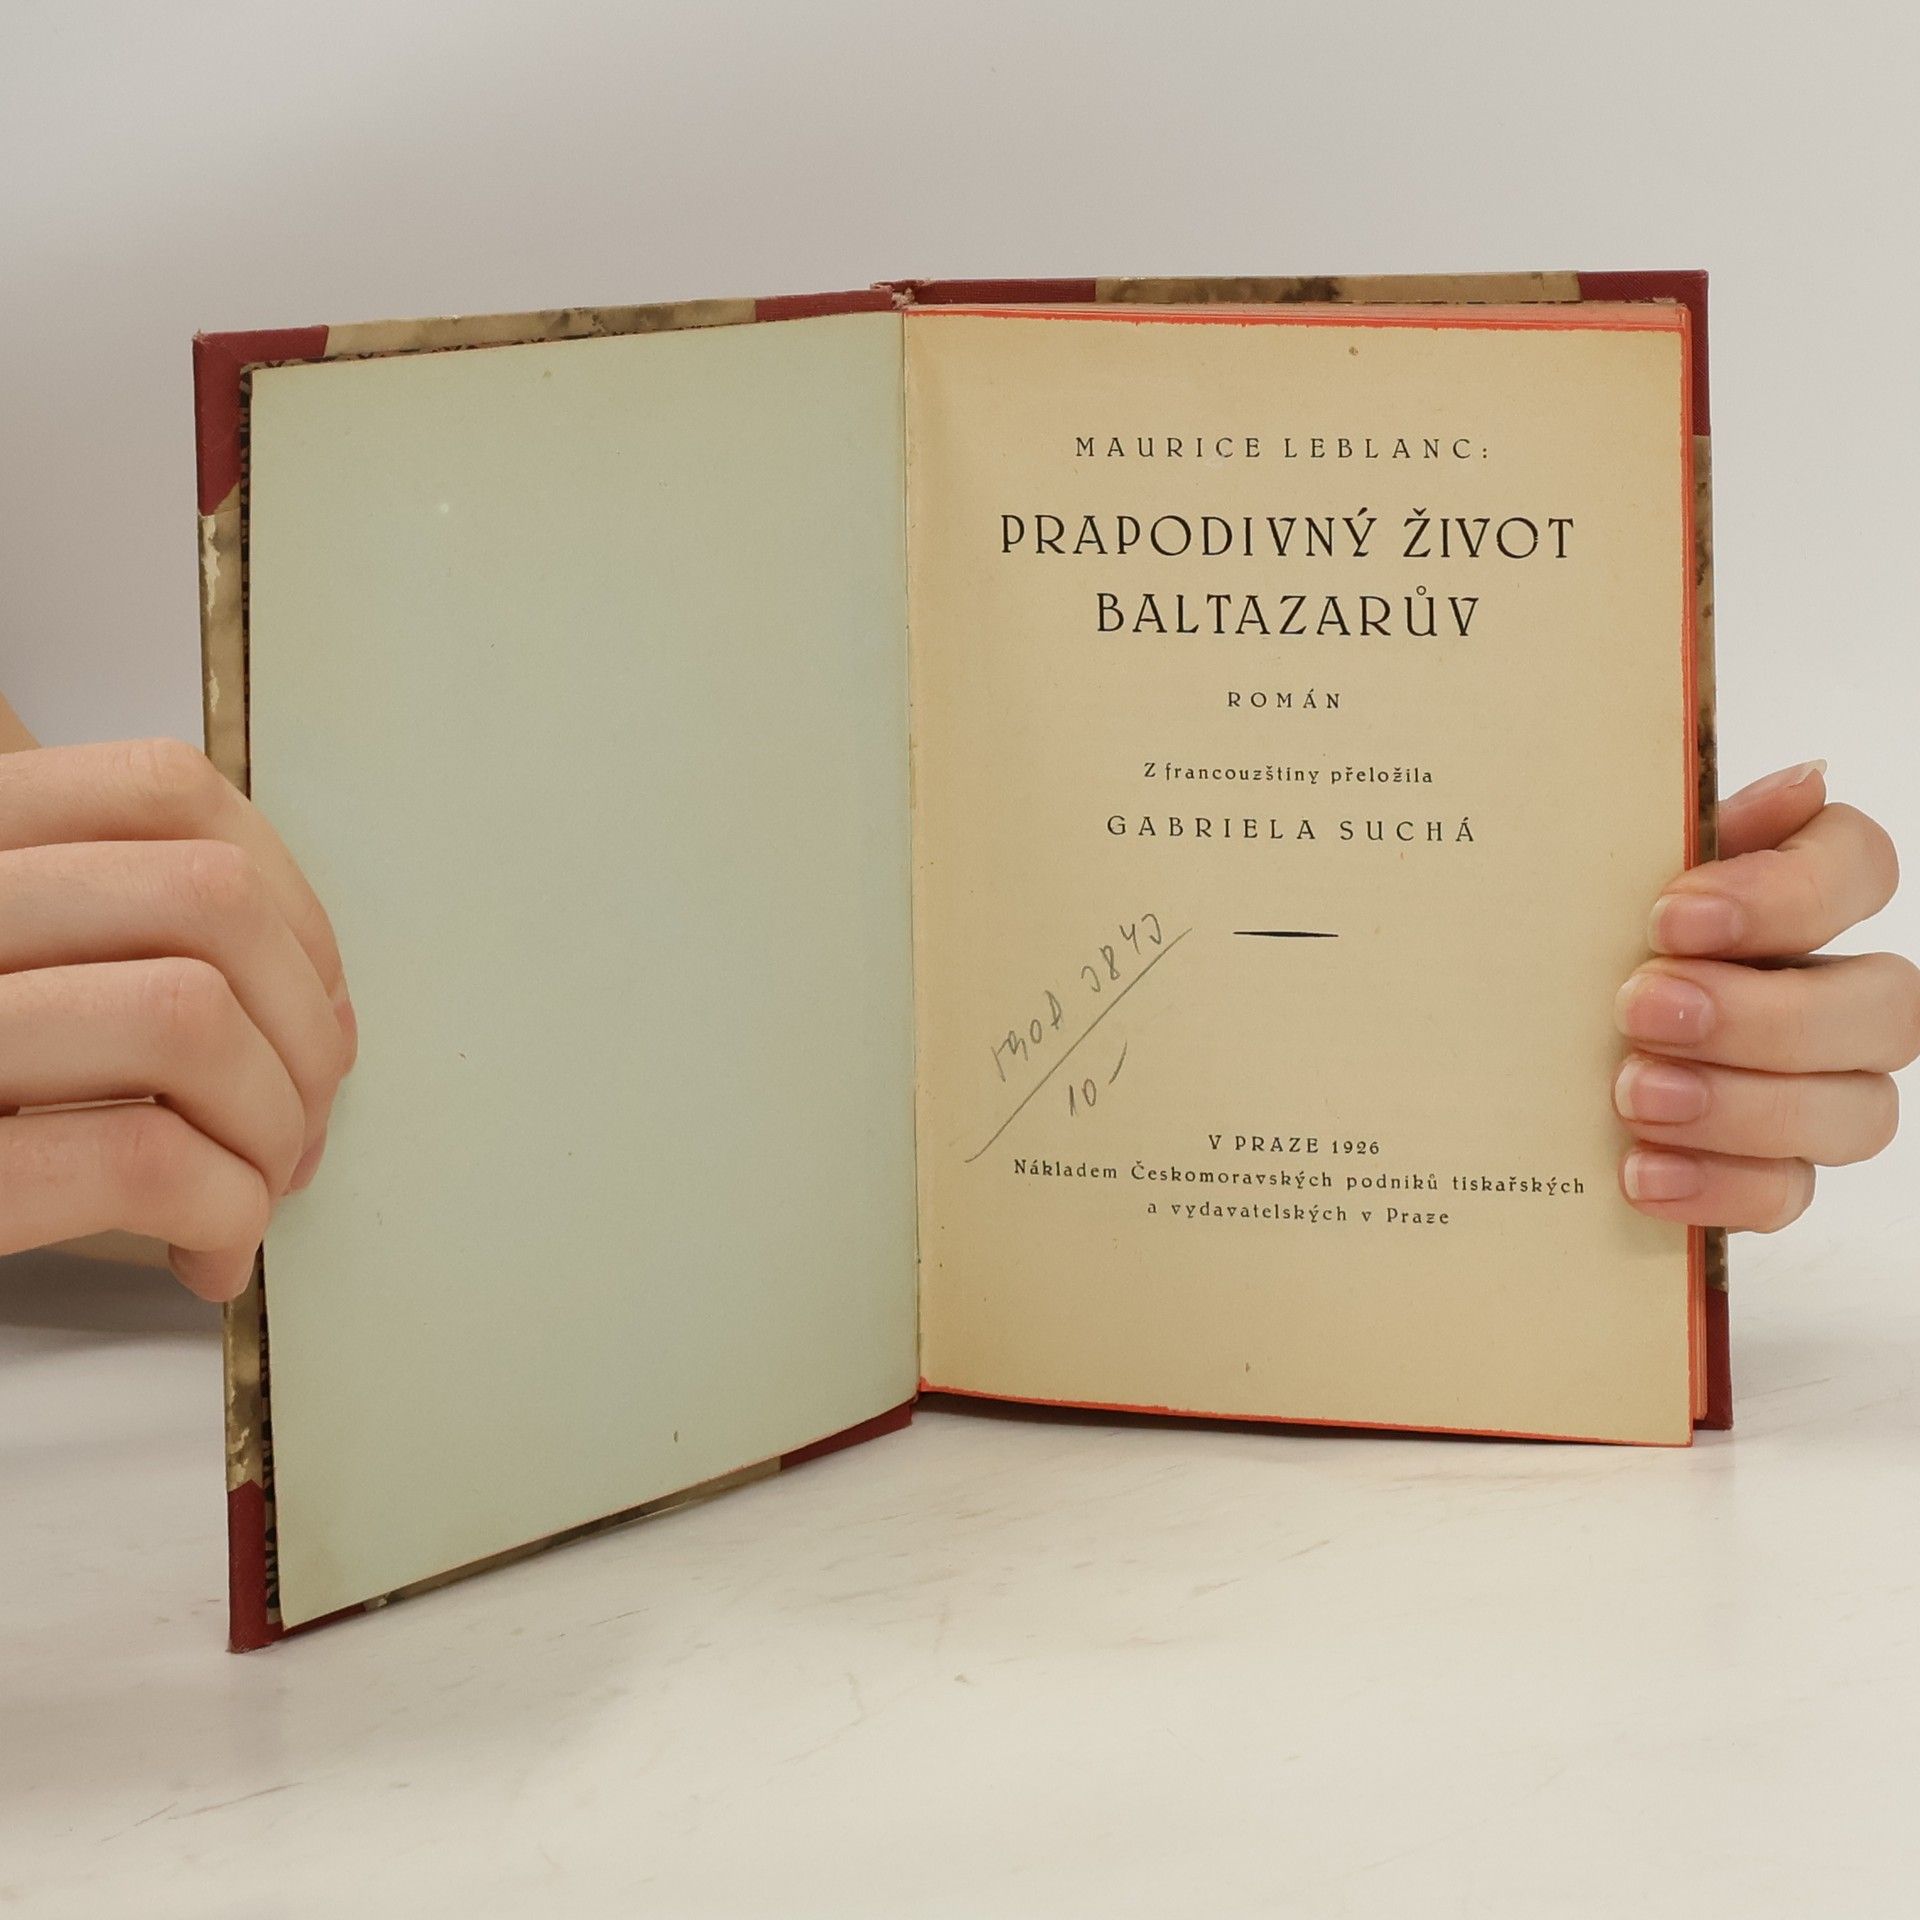 MAURICE LEBLANC:
PRAPODIVNÝ ŽIVOT
BALTAZARŮV
ROMÁN
Z francouzštiny přeložila
GABRIELA SUCHÁ
10 –
V PRAZE 1926
Nákladem Českomoravských podniků tiskařských
a vydavatelských v Praze